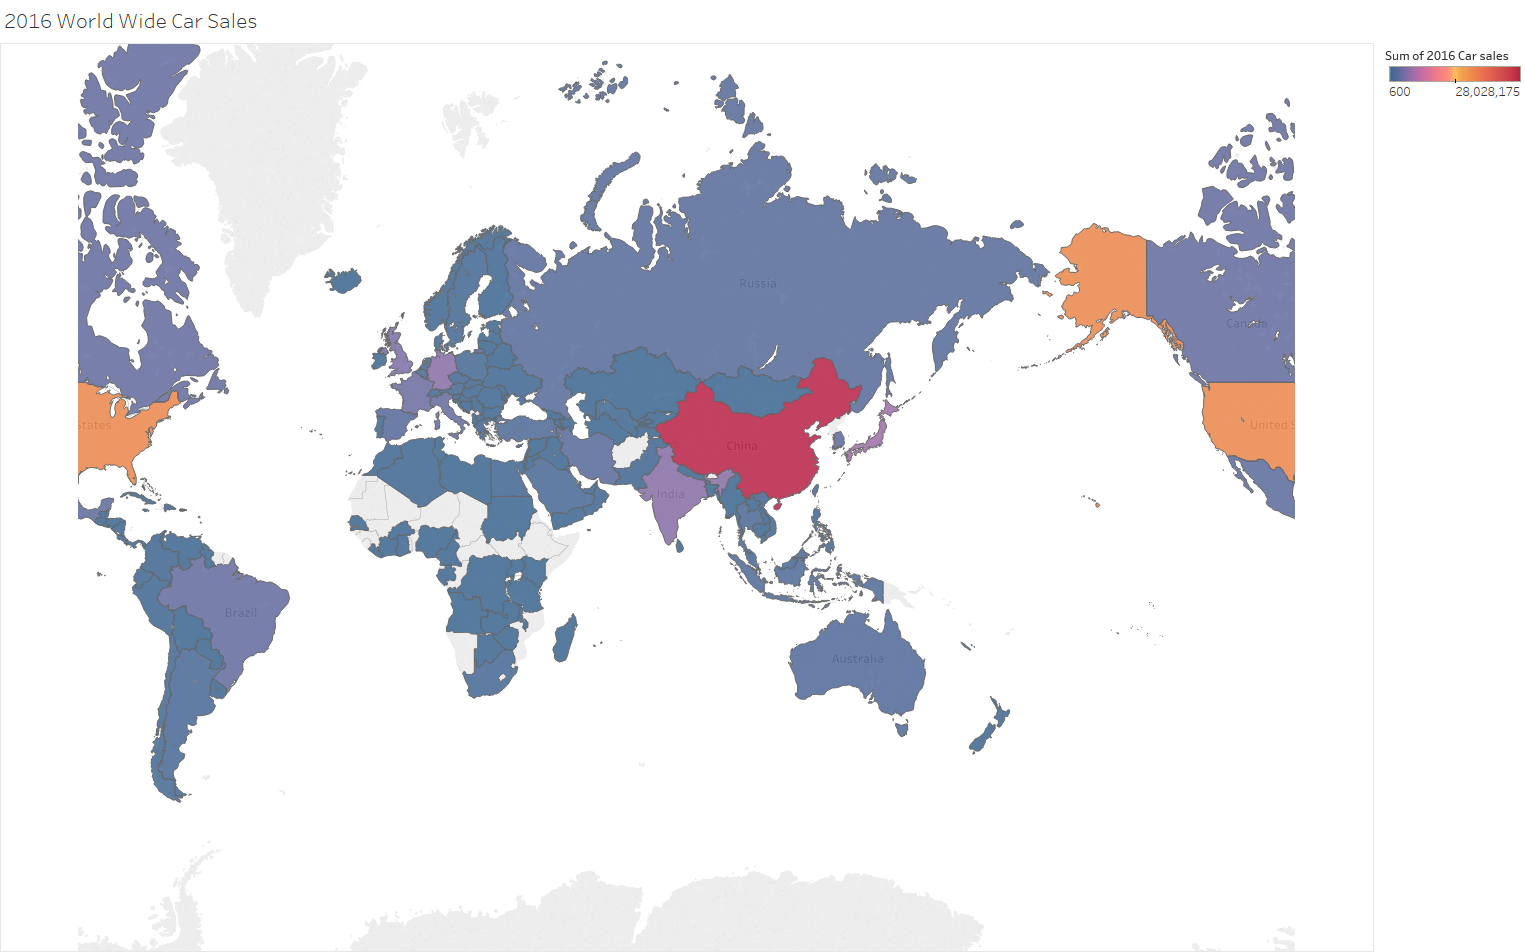 2016 World Wide Car Sales
Sum of 2016 Car sales
600
28,028,175
Russia
Canada
States
United S
China
India
Brazil
Australia